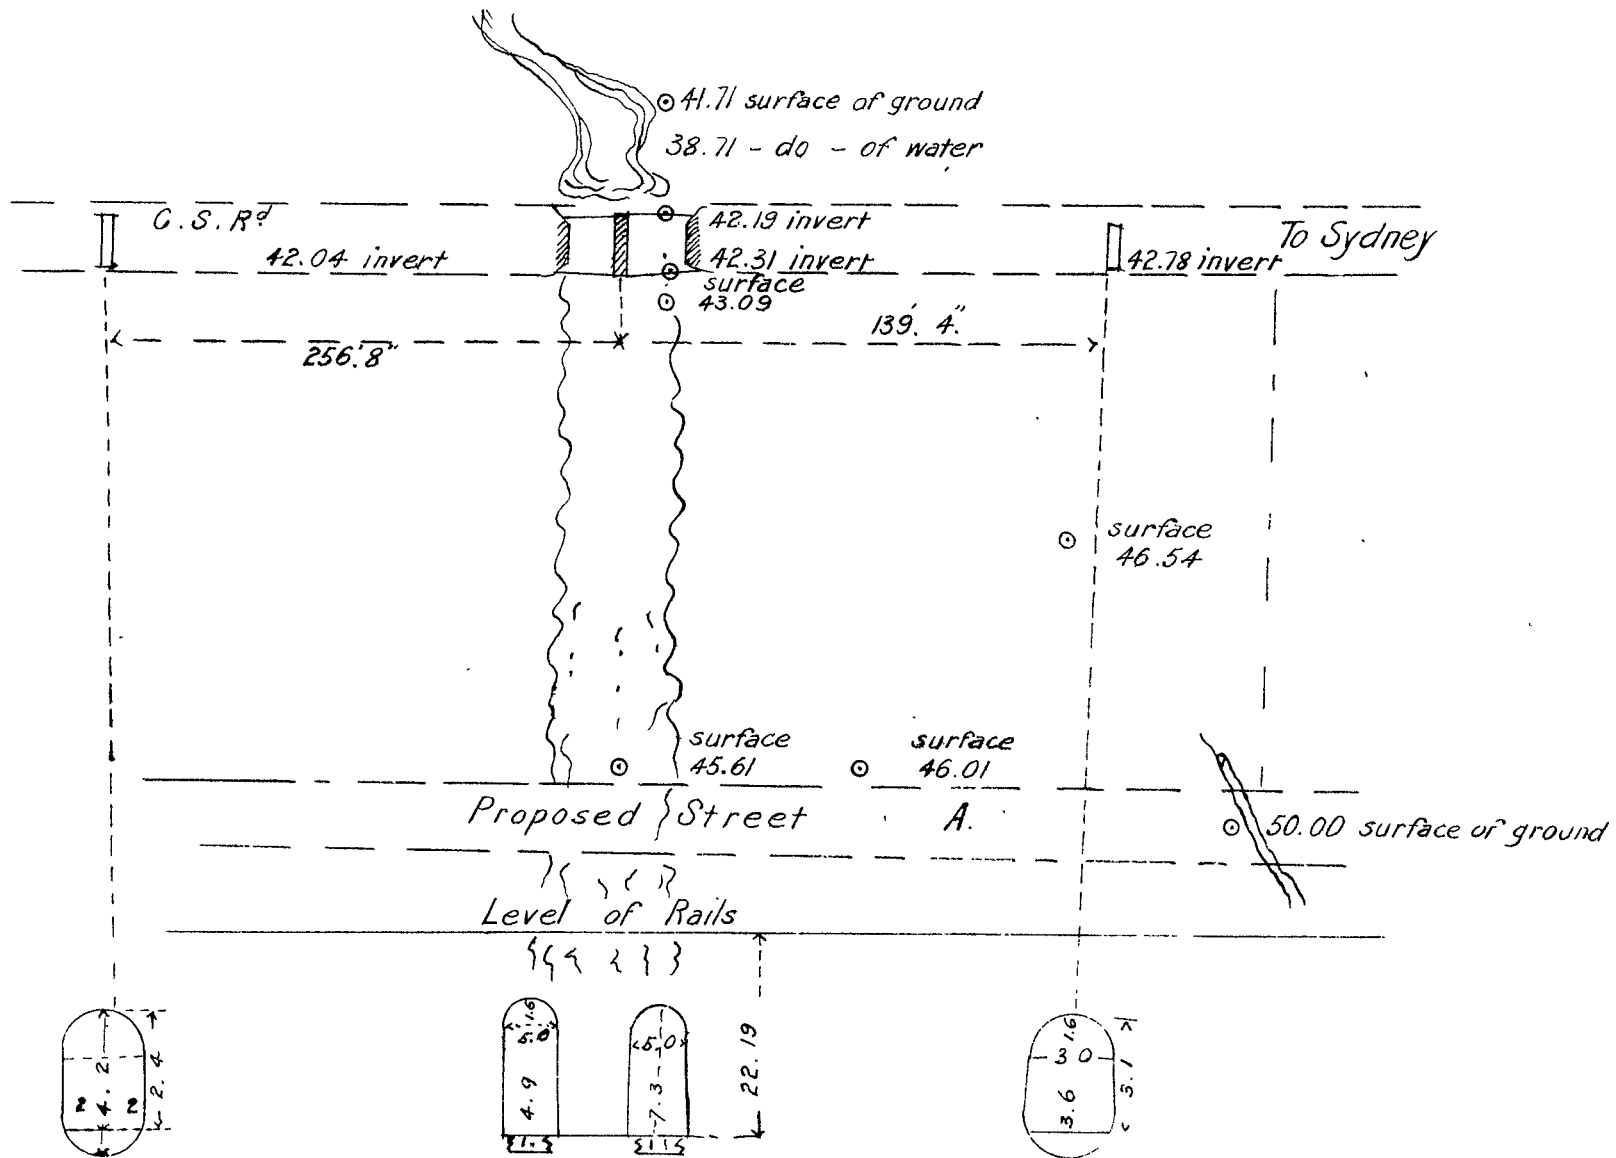 41.71 surface of ground
38.71 - do - of water
G.S.Rd
42.19 invert
To Sydney
42.04 invert
42.31 invert
42.78 invert
surface
43.09
139'. 4".
256'.8"
surface
46.54
surface
45.61
surface
46.01
Proposed Street A.
50.00 surface of ground
Level of Rails
2 4.2 2
2.4
1.6
5.0
4.9
5.0
7.3
22.19
1.6
3 0
3.6
5.1